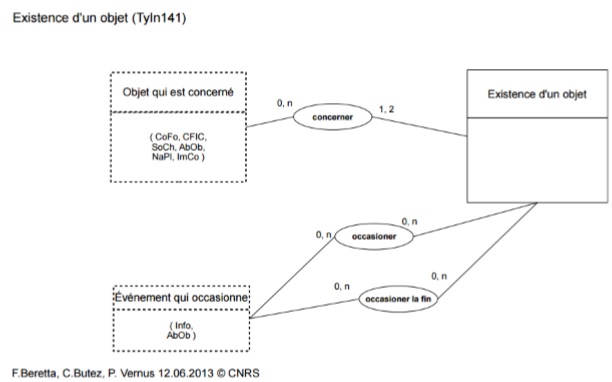 Existence d'un objet (TyIn141)
Objet qui est concerné
( CoFo, CFIC,
SoCh, AbOb,
NaPl, ImCo )
0, n
concerner
1, 2
Existence d'un objet
0, n
occasioner
0, n
0, n
occasioner la fin
0, n
Événement qui occasionne
( Info,
AbOb )
F.Beretta, C.Butez, P. Vernus 12.06.2013 © CNRS